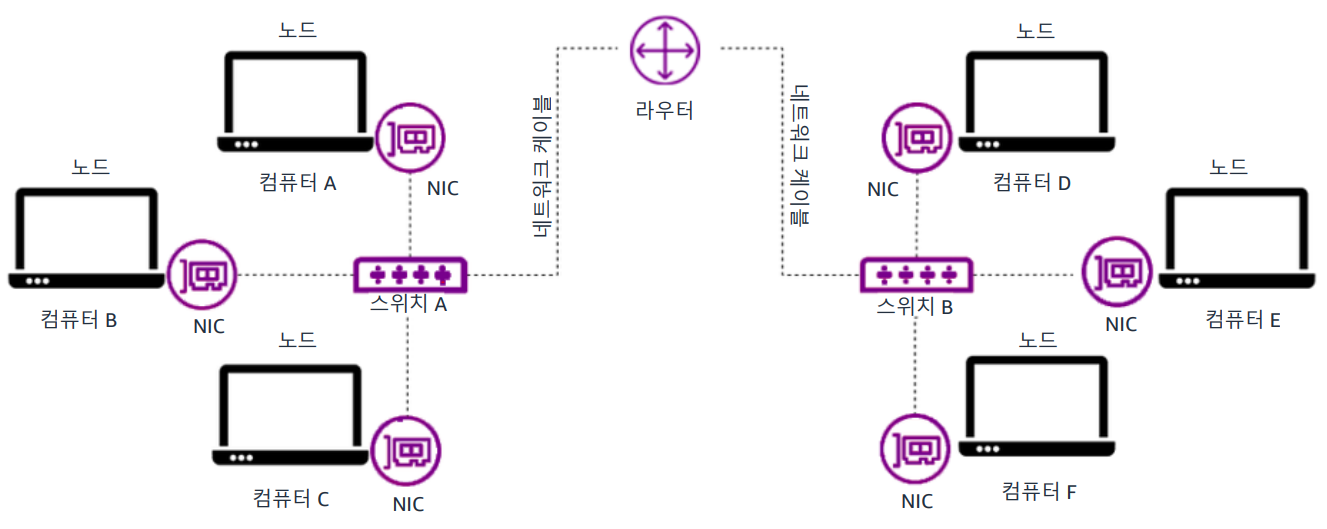 노드
컴퓨터 A
NIC
노드
컴퓨터 B
NIC
노드
컴퓨터 C
NIC
스위치 A
네트워크 케이블
라우터
네트워크 케이블
노드
컴퓨터 D
NIC
노드
컴퓨터 E
NIC
스위치 B
노드
컴퓨터 F
NIC